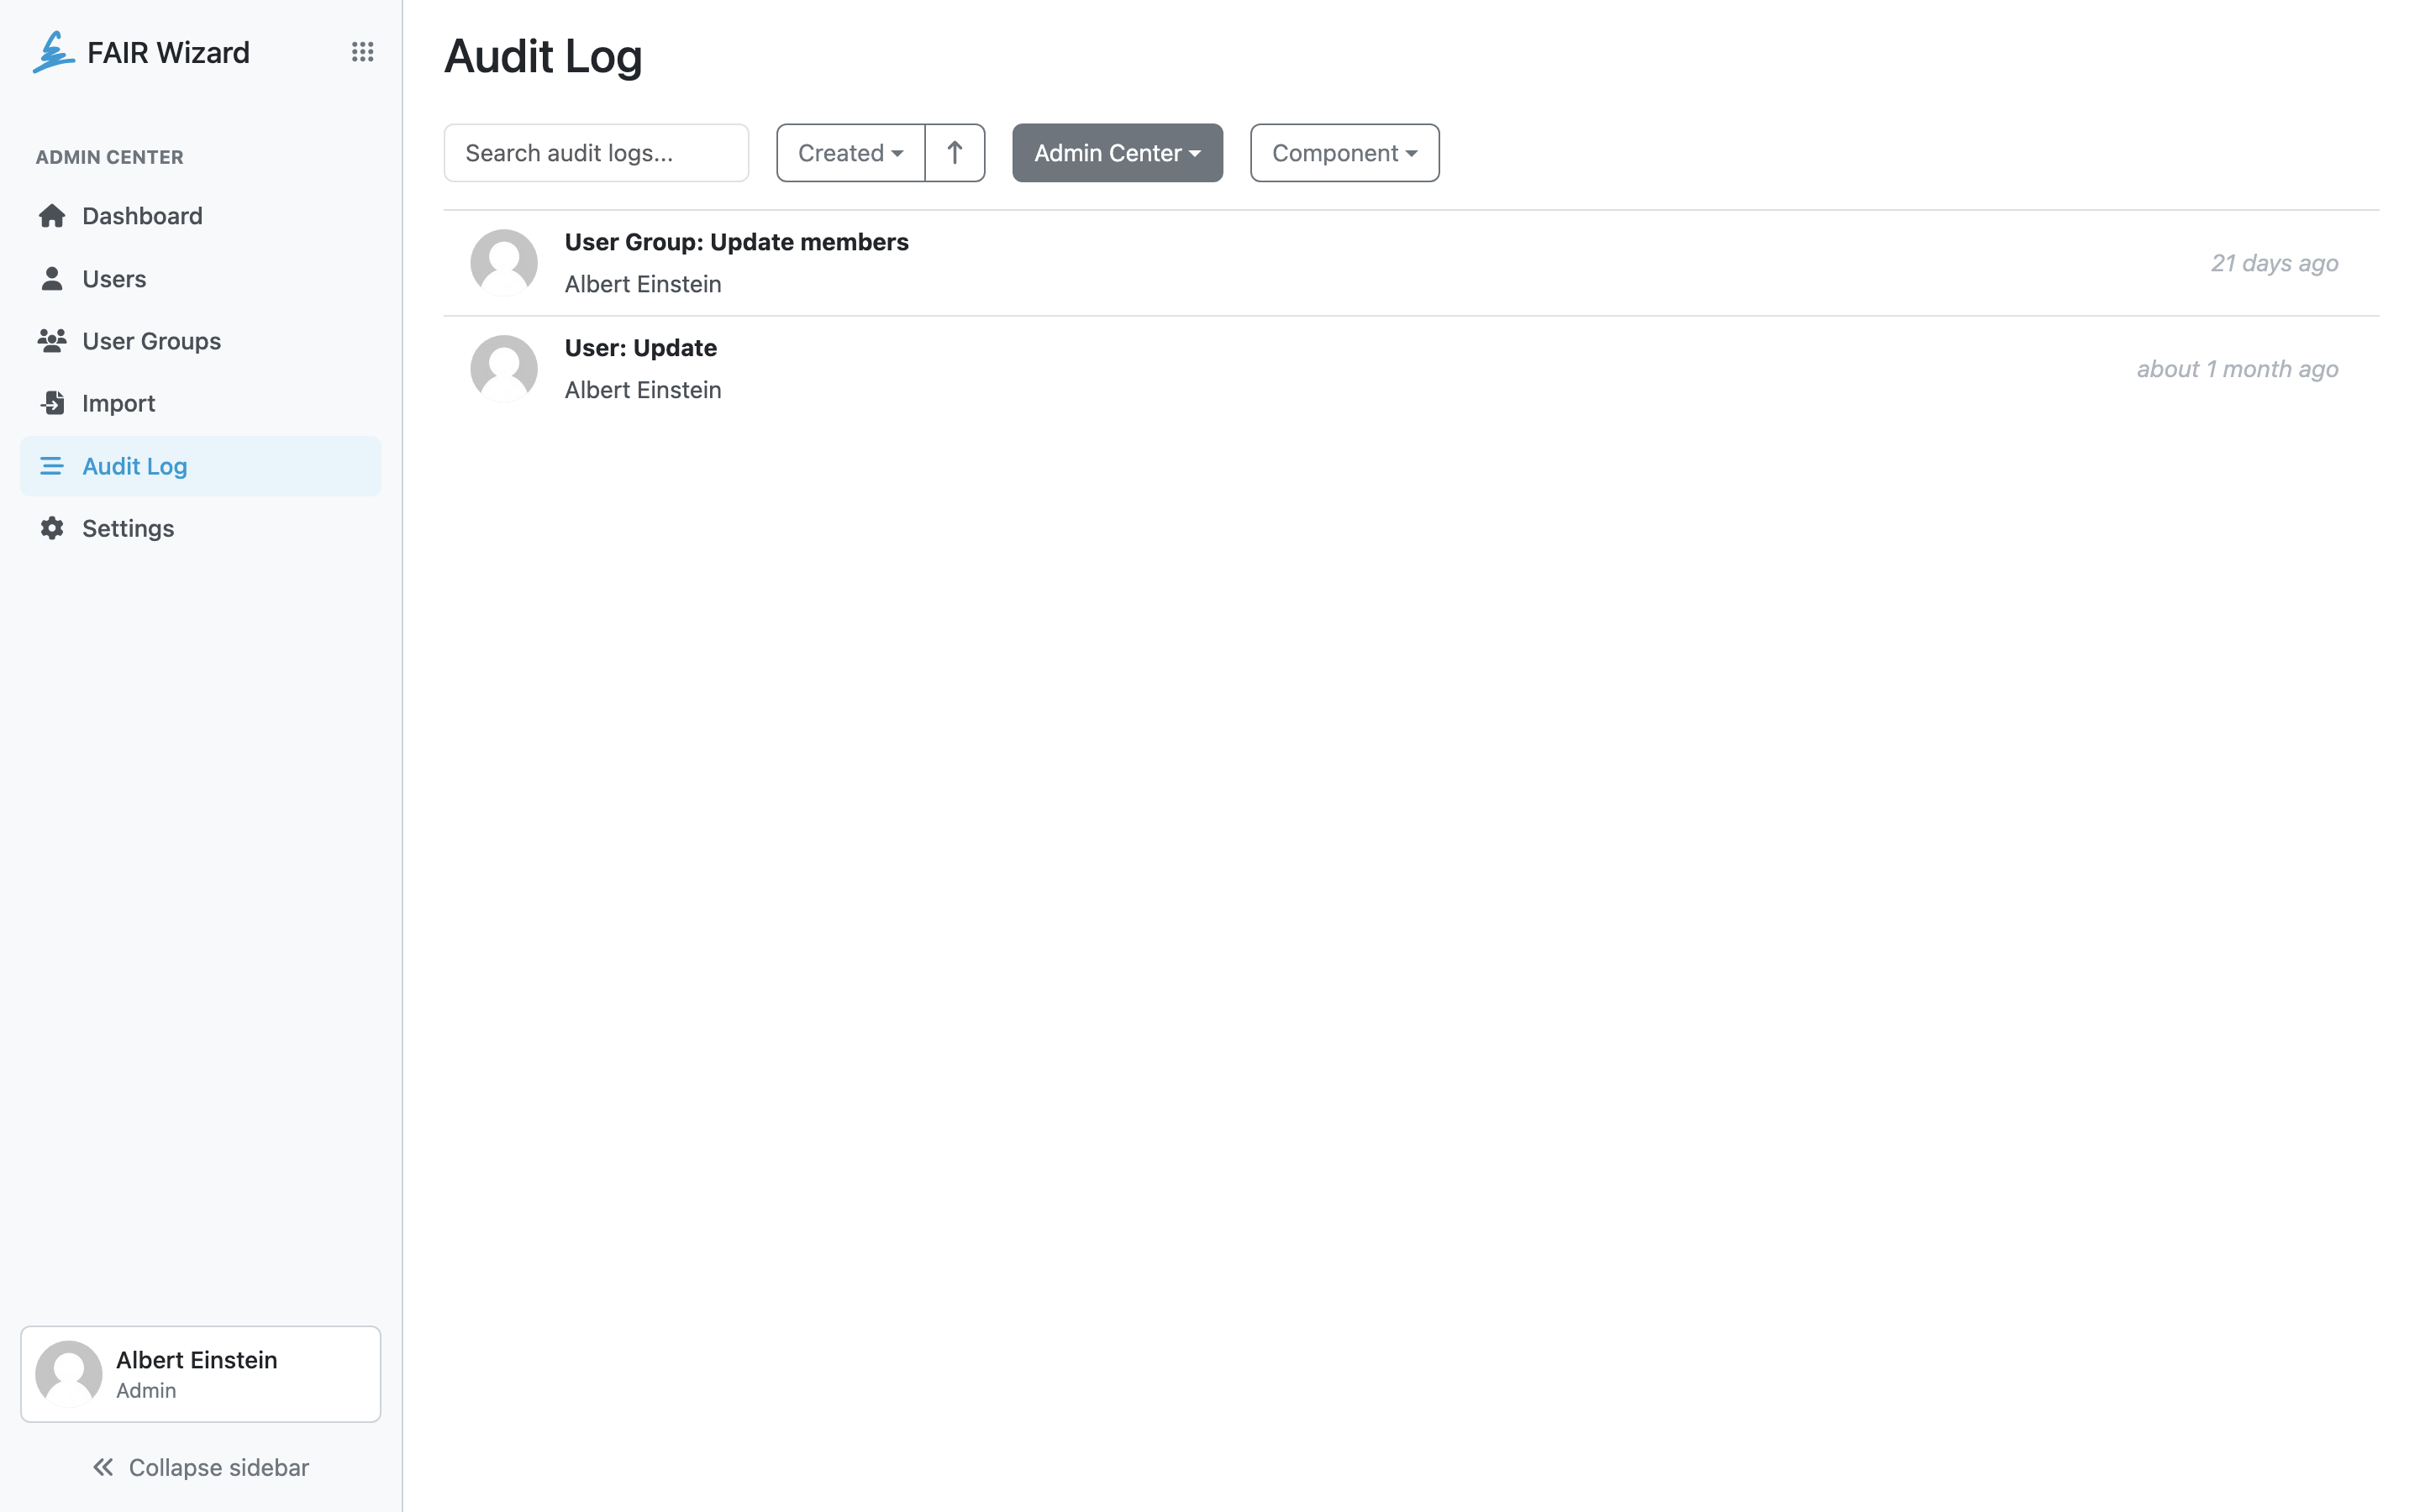 FAIR Wizard
ADMIN CENTER
Dashboard
Users
User Groups
Import
Audit Log
Settings
Albert Einstein
Admin
Collapse sidebar
Audit Log
Search audit logs... Created Admin Center Component
User Group: Update members
Albert Einstein
21 days ago
User: Update
Albert Einstein
about 1 month ago